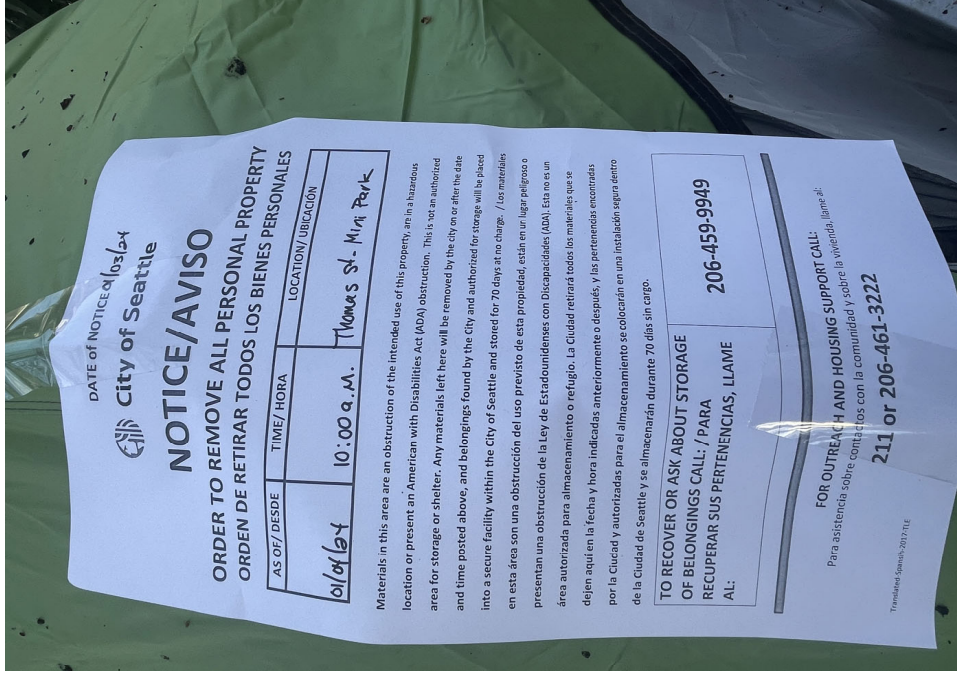 DATE of NOTICE 01/03/24
City of Seattle
NOTICE/AVISO
ORDER TO REMOVE ALL PERSONAL PROPERTY
ORDEN DE RETIRAR TODOS LOS BIENES PERSONALES
AS OF/ DESDE TIME/ HORA LOCATION/ UBICACIÓN
01/04/24 10:00 a.m. Thomas St. Mini Park
Materials in this area are an obstruction of the intended use of this property, are in a hazardous
location or present an American with Disabilities Act (ADA) obstruction. This is not an authorized
area for storage or shelter. Any materials left here will be removed by the city on or after the date
and time posted above, and belongings found by the City and authorized for storage will be placed
into a secure facility within the City of Seattle and stored for 70 days at no charge. / Los materiales
en esta área son una obstrucción del uso previsto de esta propiedad, están en ur lugar peligroso o
presentan una obstrucción de la Ley de Estadounidenses con Discapacidades (ADA). Esta no es un
área autorizada para almacenamiento o refugio. La Ciudad retirará todos los materiales que se
dejen aquí en la fecha y hora indicadas anteriormente o después, y las pertenencias encontradas
por la Ciudad y autorizadas para el almacenamiento se colocarán en una instalación segura dentro
de la Ciudad de Seattle y se almacenarán durante 70 días sin cargo.
TO RECOVER OR ASK ABOUT STORAGE
OF BELONGINGS CALL: / PARA
RECUPERAR SUS PERTENENCIAS, LLAME
AL:
206-459-9949
FOR OUTREACH AND HOUSING SUPPORT CALL:
Para asistencia sobre contactos con la comunidad y sobre la vivienda, llame al:
211 or 206-461-3222
Translated-Spanish-2017-TLE